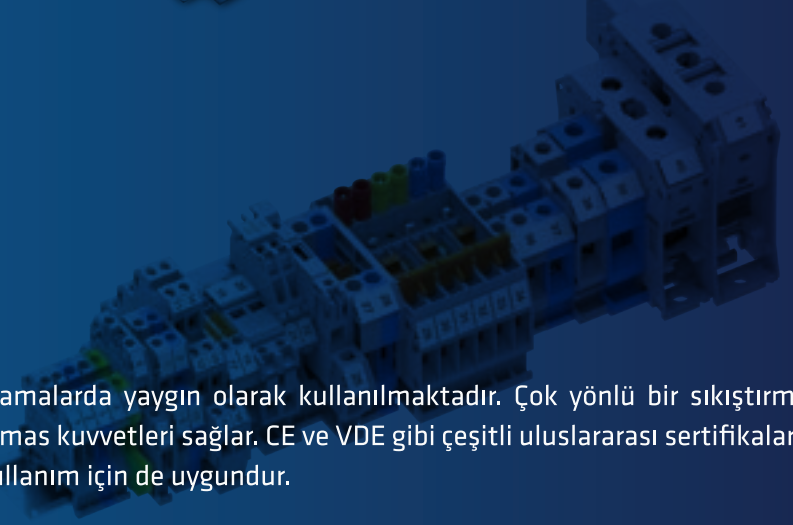 amalarda yaygın olarak kullanılmaktadır. Çok yönlü bir sıkıştırm
mas kuvvetleri sağlar. CE ve VDE gibi çeşitli uluslararası sertifikalar
ullanım için de uygundur.